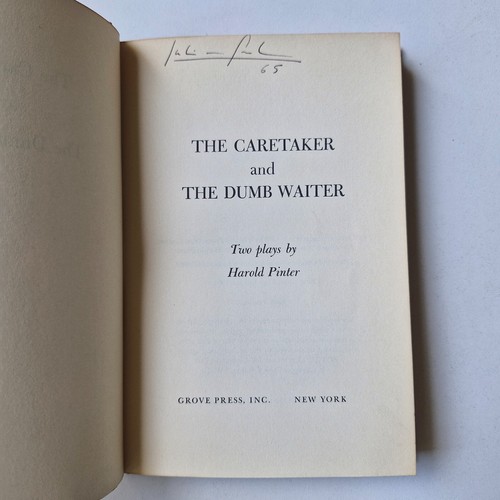 65
THE CARETAKER
and
THE DUMB WAITER
Two plays by
Harold Pinter
GROVE PRESS, INC. NEW YORK